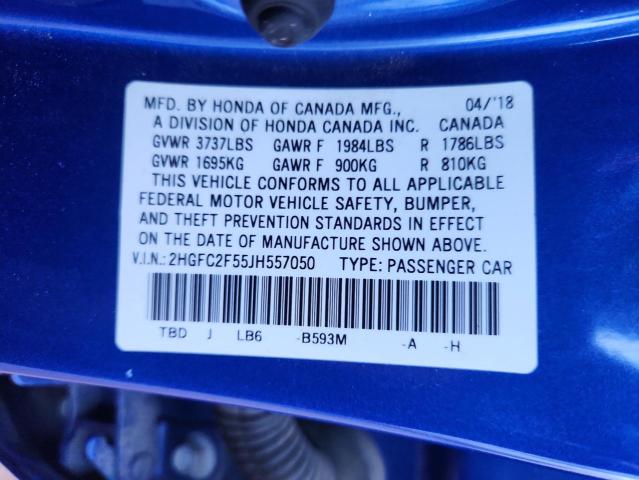 MFD. BY HONDA OF CANADA MFG., 04/'18
A DIVISION OF HONDA CANADA INC. CANADA
GVWR 3737LBS GAWR F 1984LBS R 1786LBS
GVWR 1695KG GAWR F 900KG R 810KG
THIS VEHICLE CONFORMS TO ALL APPLICABLE
FEDERAL MOTOR VEHICLE SAFETY, BUMPER,
AND THEFT PREVENTION STANDARDS IN EFFECT
ON THE DATE OF MANUFACTURE SHOWN ABOVE.
V.I.N.: 2HGFC2F55JH557050 TYPE: PASSENGER CAR
TBD J LB6 -B593M -A -H